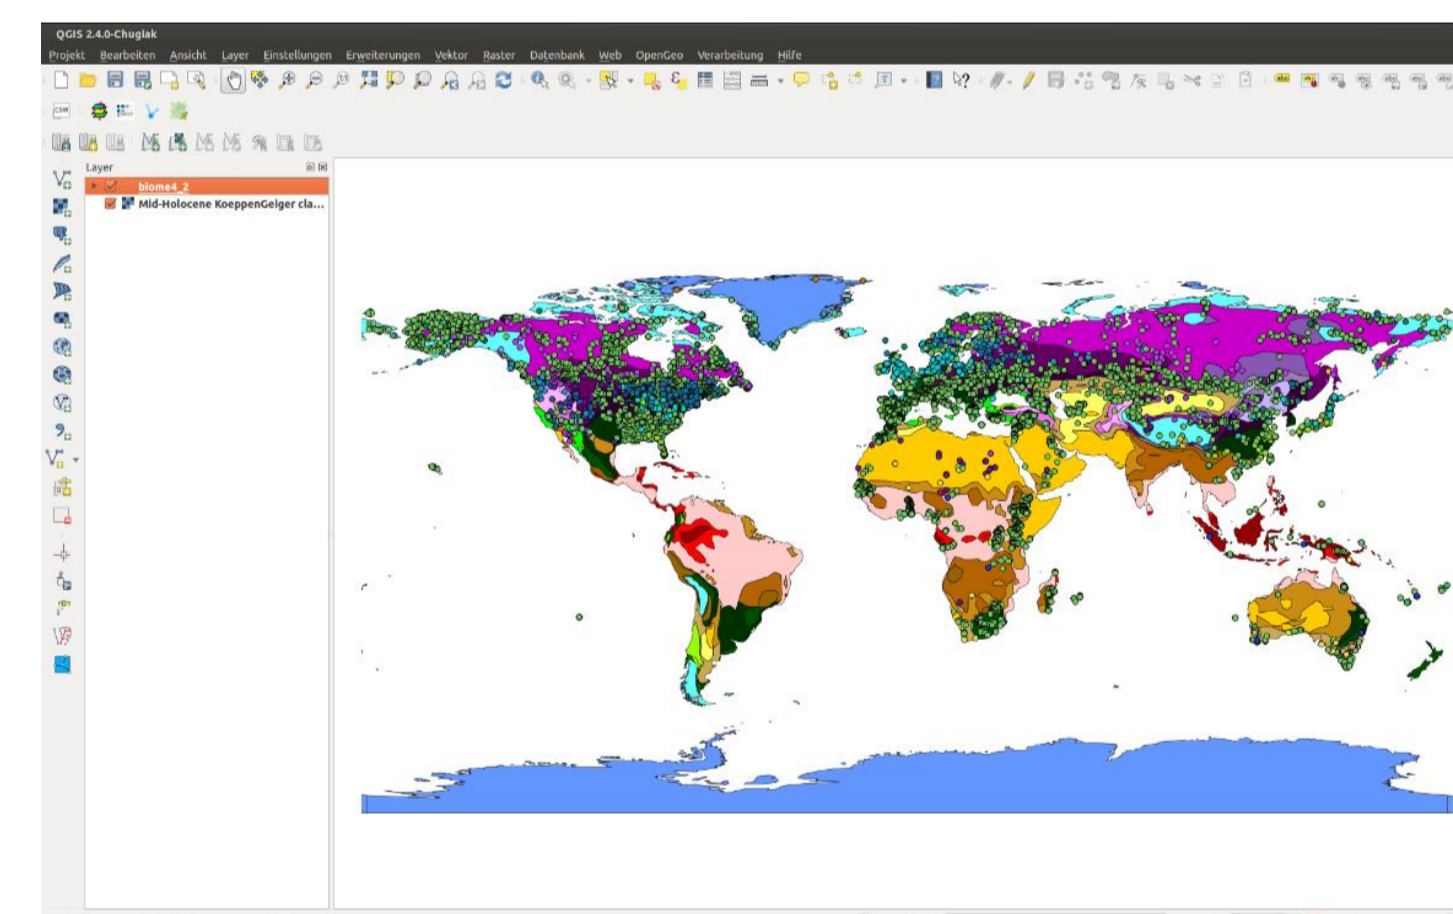 QGIS 2.4.0-Chugiak
Projekt Bearbeiten Ansicht Layer Einstellungen Erweiterungen Vektor Raster Datenbank Web OpenGeo Verarbeitung Hilfe
CSW
Layer
biome4_2
Mid-Holocene KoeppenGeiger cla...